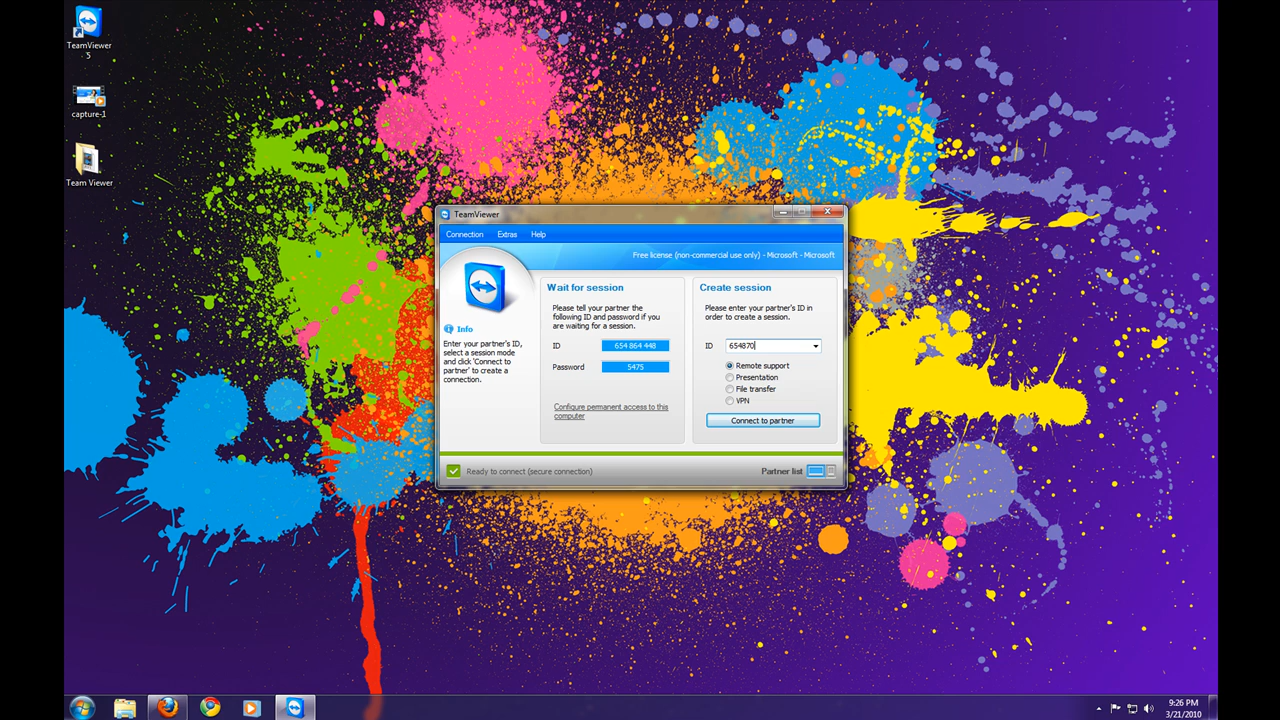 TeamViewer
5
capture-1
Team Viewer
TeamViewer
Connection Extras Help
Free license (non-commercial use only) - Microsoft - Microsoft
Info
Enter your partner's ID,
select a session mode
and click 'Connect to
partner' to create a
connection.
Wait for session
Please tell your partner the
following ID and password if you
are waiting for a session.
ID 654 864 448
Password 5475
Configure permanent access to this
computer
Create session
Please enter your partner's ID in
order to create a session.
ID 654870
Remote support
Presentation
File transfer
VPN
Connect to partner
Ready to connect (secure connection)
Partner list
9:26 PM
3/21/2010